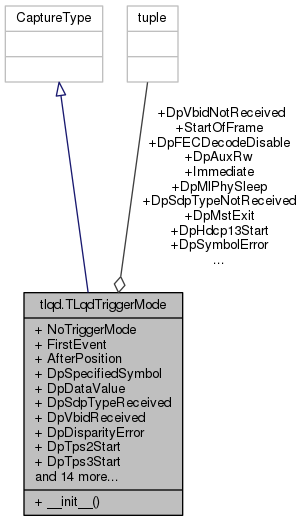 CaptureType
tuple
+DpVbidNotReceived
+StartOfFrame
+DpFECDecodeDisable
+DpAuxRw
+Immediate
+DpMlPhySleep
+DpSdpTypeNotReceived
+DpMstExit
+DpHdcp13Start
+DpSymbolError
...
tlqd.TLqdTriggerMode
+ NoTriggerMode
+ FirstEvent
+ AfterPosition
+ DpSpecifiedSymbol
+ DpDataValue
+ DpSdpTypeReceived
+ DpVbidReceived
+ DpDisparityError
+ DpTps2Start
+ DpTps3Start
and 14 more...
+ __init__()